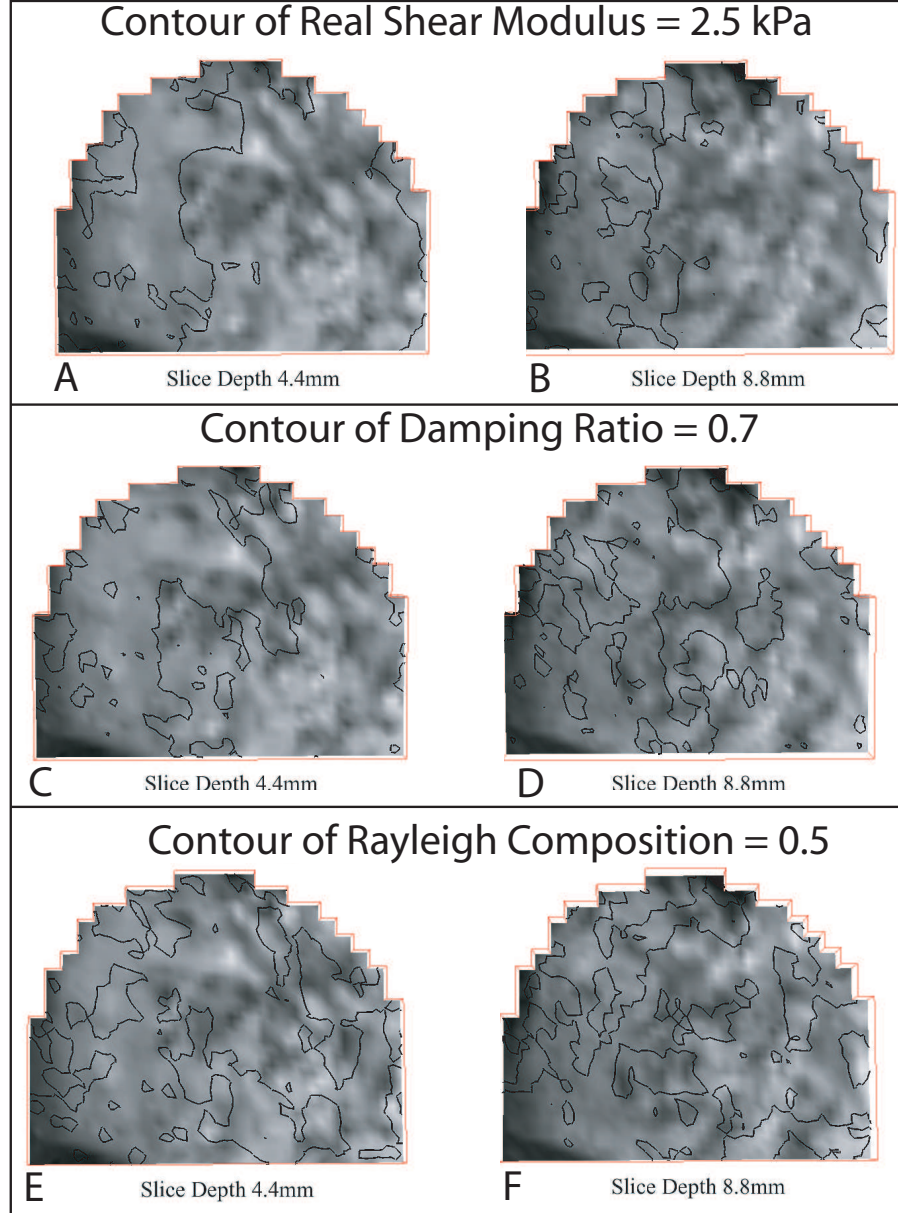 Contour of Real Shear Modulus = 2.5 kPa
A
Slice Depth 4.4mm
B
Slice Depth 8.8mm
Contour of Damping Ratio = 0.7
C
Slice Depth 4.4mm
D
Slice Depth 8.8mm
Contour of Rayleigh Composition = 0.5
E
Slice Depth 4.4mm
F
Slice Depth 8.8mm